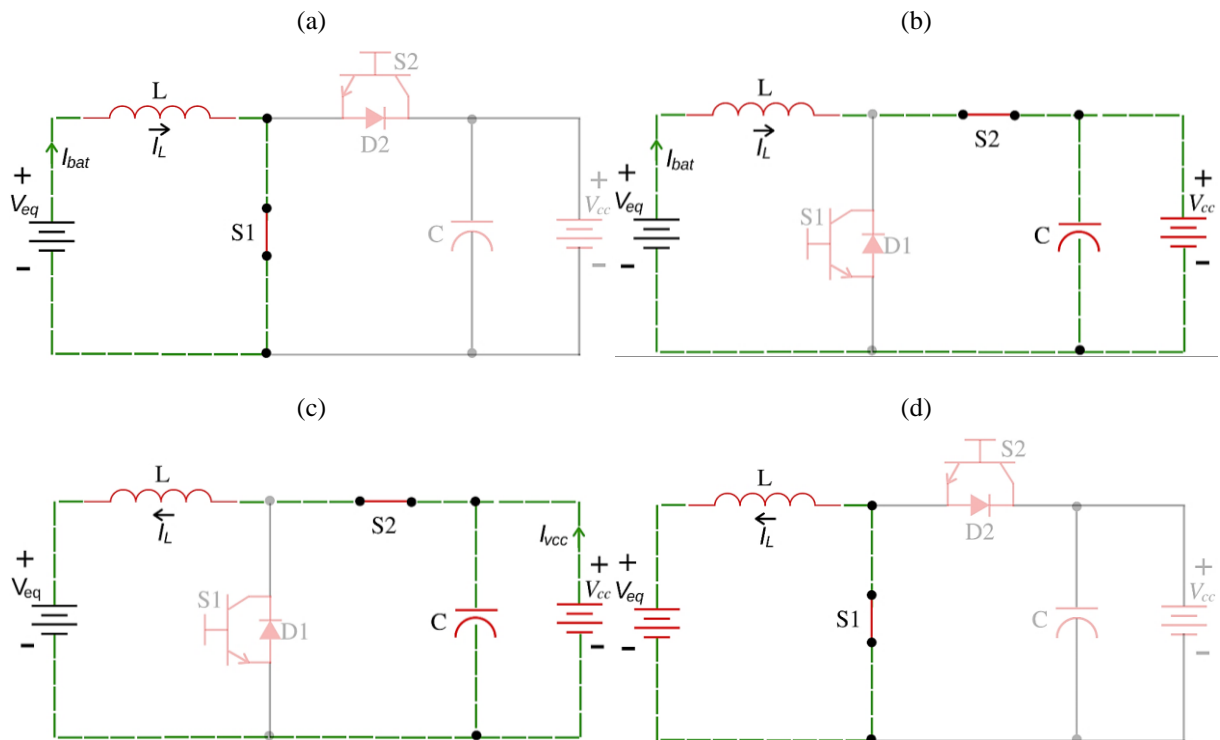 (a)
S2
L
D2
I_L
I_bat
+
V_eq
-
S1
C
+
V_cc
-
(b)
L
I_L
S2
I_bat
+
V_eq
-
S1
D1
C
+
V_cc
-
(c)
L
I_L
S2
I_vcc
+
V_eq
-
S1
D1
C
+
V_cc
-
(d)
S2
L
D2
I_L
+
V_eq
-
S1
C
+
V_cc
-